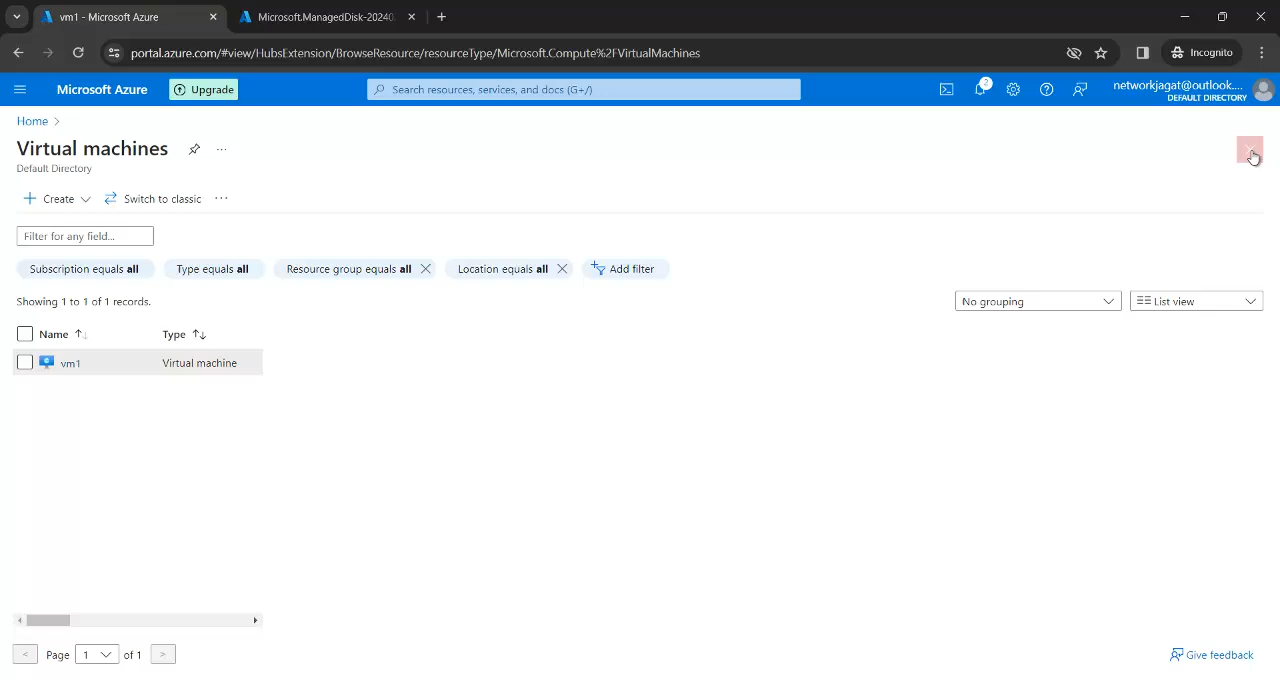 vm1 - Microsoft Azure
Microsoft.ManagedDisk-20240
portal.azure.com/#view/HubsExtension/BrowseResource/resourceType/Microsoft.Compute%2FVirtualMachines
Incognito
Microsoft Azure
Upgrade
Search resources, services, and docs (G+/)
2
networkjagat@outlook....
DEFAULT DIRECTORY
Home
Virtual machines
Default Directory
Create
Switch to classic
Filter for any field...
Subscription equals all
Type equals all
Resource group equals all
Location equals all
Add filter
Showing 1 to 1 of 1 records.
No grouping
List view
Name
Type
vm1
Virtual machine
< Page 1 of 1 >
Give feedback